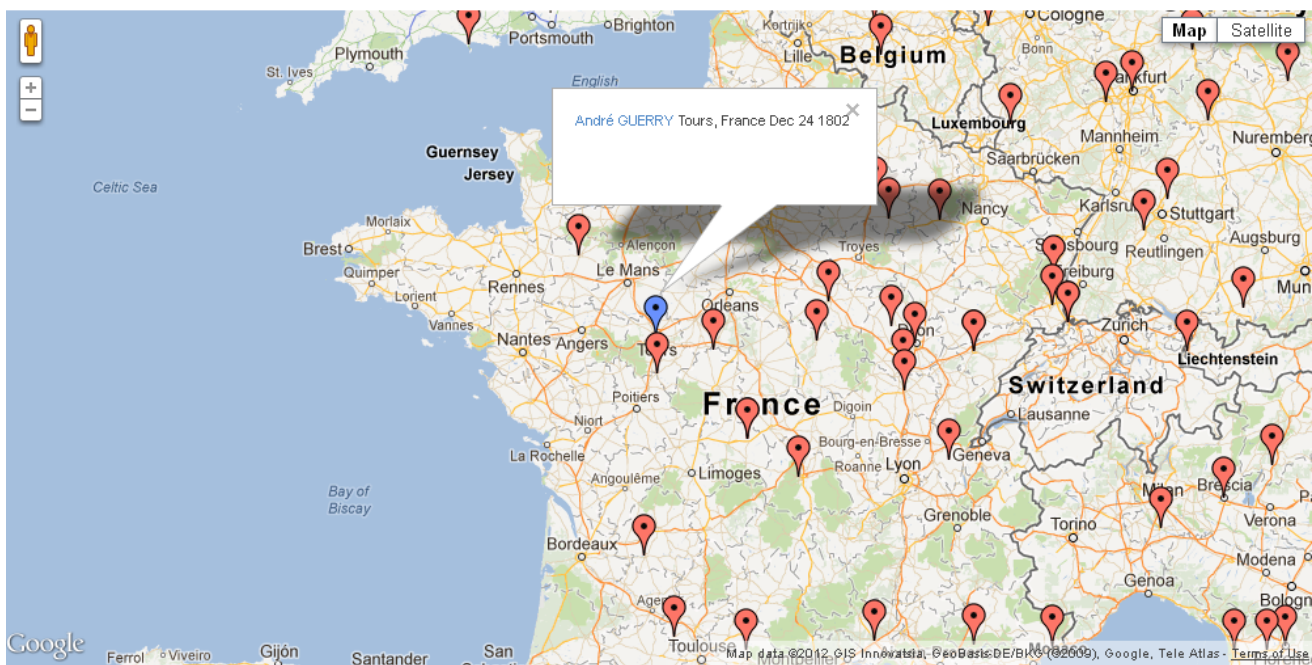 Brighton
Kortrijk
Cologne
Portsmouth
Map
Satellite
Plymouth
Lille
Belgium
Bonn
St. Ives
English
Luxembourg
André GUERRY Tours, France Dec 24 1802
Mannheim
Guernsey
Saarbrücken
Nuremberg
Jersey
Celtic Sea
Nancy
Stuttgart
Morlaix
Brest
Alençon
Troyes
Reutlingen
Augsburg
Quimper
Le Mans
Freiburg
Lorient
Rennes
Orleans
Vannes
Zürich
Nantes
Angers
Tours
Dijon
Liechtenstein
Switzerland
Poitiers
France
Digoin
Niort
Lausanne
La Rochelle
Bourg-en-Bresse
Geneva
Limoges
Roanne
Lyon
Angoulême
Bay of
Biscay
Milan
Brescia
Verona
Grenoble
Torino
Bordeaux
Modena
Genoa
Agen
Google
Toulouse
Map data ©2012 GIS Innovatsia, GeoBasis-DE/BKG (©2009), Google, Tele Atlas - Terms of Use
Ferrol
Viveiro
Gijón
Santander
San